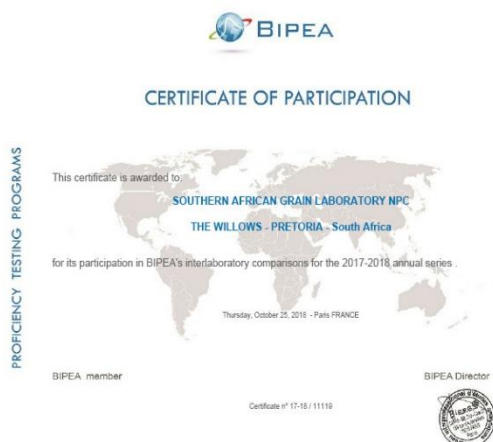 BIPEA
CERTIFICATE OF PARTICIPATION
PROFICIENCY TESTING PROGRAMS
This certificate is awarded to:
SOUTHERN AFRICAN GRAIN LABORATORY NPC
THE WILLOWS - PRETORIA - South Africa
for its participation in BIPEA's interlaboratory comparisons for the 2017-2018 annual series .
Thursday, October 25, 2018 - Paris FRANCE
BIPEA member
BIPEA Director
Certificate n° 17-18 / 11119